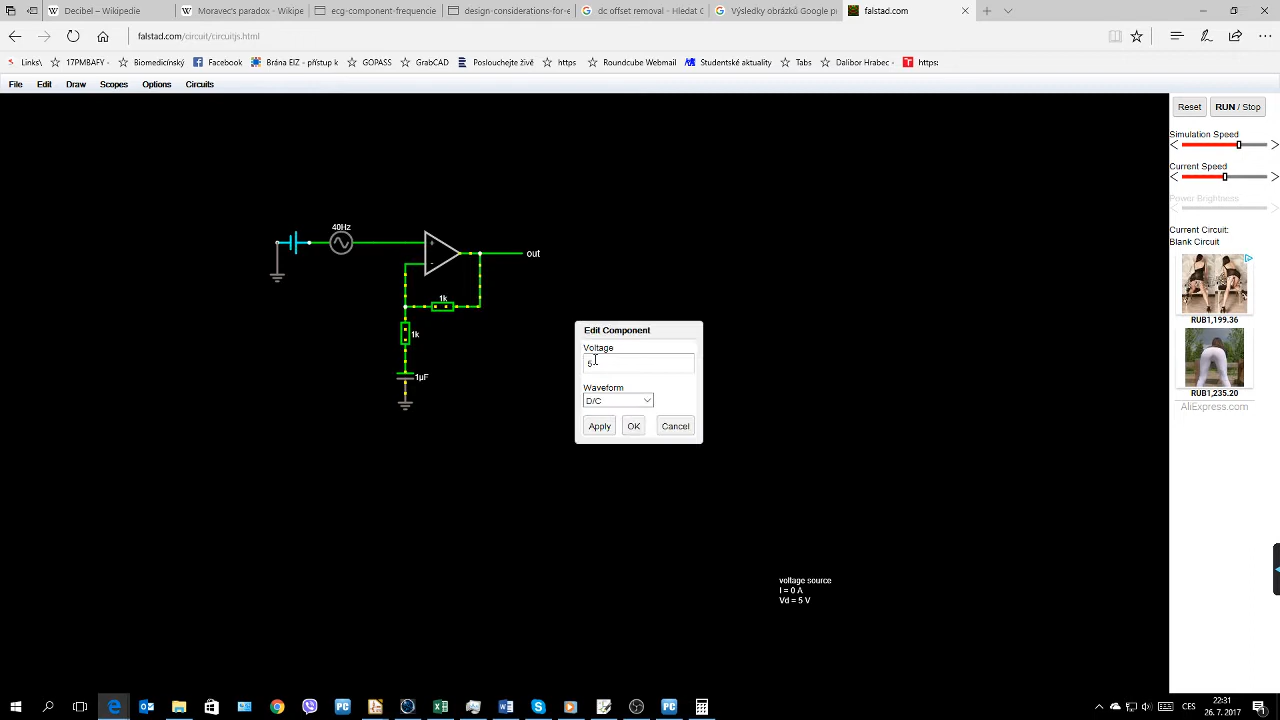 Decibel – Wikipedie
Moravec's paradox - Wikipe
ecg-component-frequencie
design-considerations-for-e
dc offset removal - Hledat G
Výsledky obrázků Google p
falstad.com
falstad.com/circuit/circuitjs.html
Links\
17PMBAFY
Biomedicínský
Facebook
Brána EIZ - přístup k
GOPASS
GrabCAD
Poslouchejte živě
https
Roundcube Webmail
Studentské aktuality
Tabs
Dalibor Hrabec
https:
File Edit Draw Scopes Options Circuits
Reset RUN / Stop
Simulation Speed
Current Speed
Power Brightness
Current Circuit:
Blank Circuit
RUB1,199.36
RUB1,235.20
AliExpress.com
40Hz
+
-
out
1k
1k
1µF
Edit Component
Voltage
5
Waveform
D/C
Apply OK Cancel
voltage source
I = 0 A
Vd = 5 V
CES
22:31
26. 7. 2017